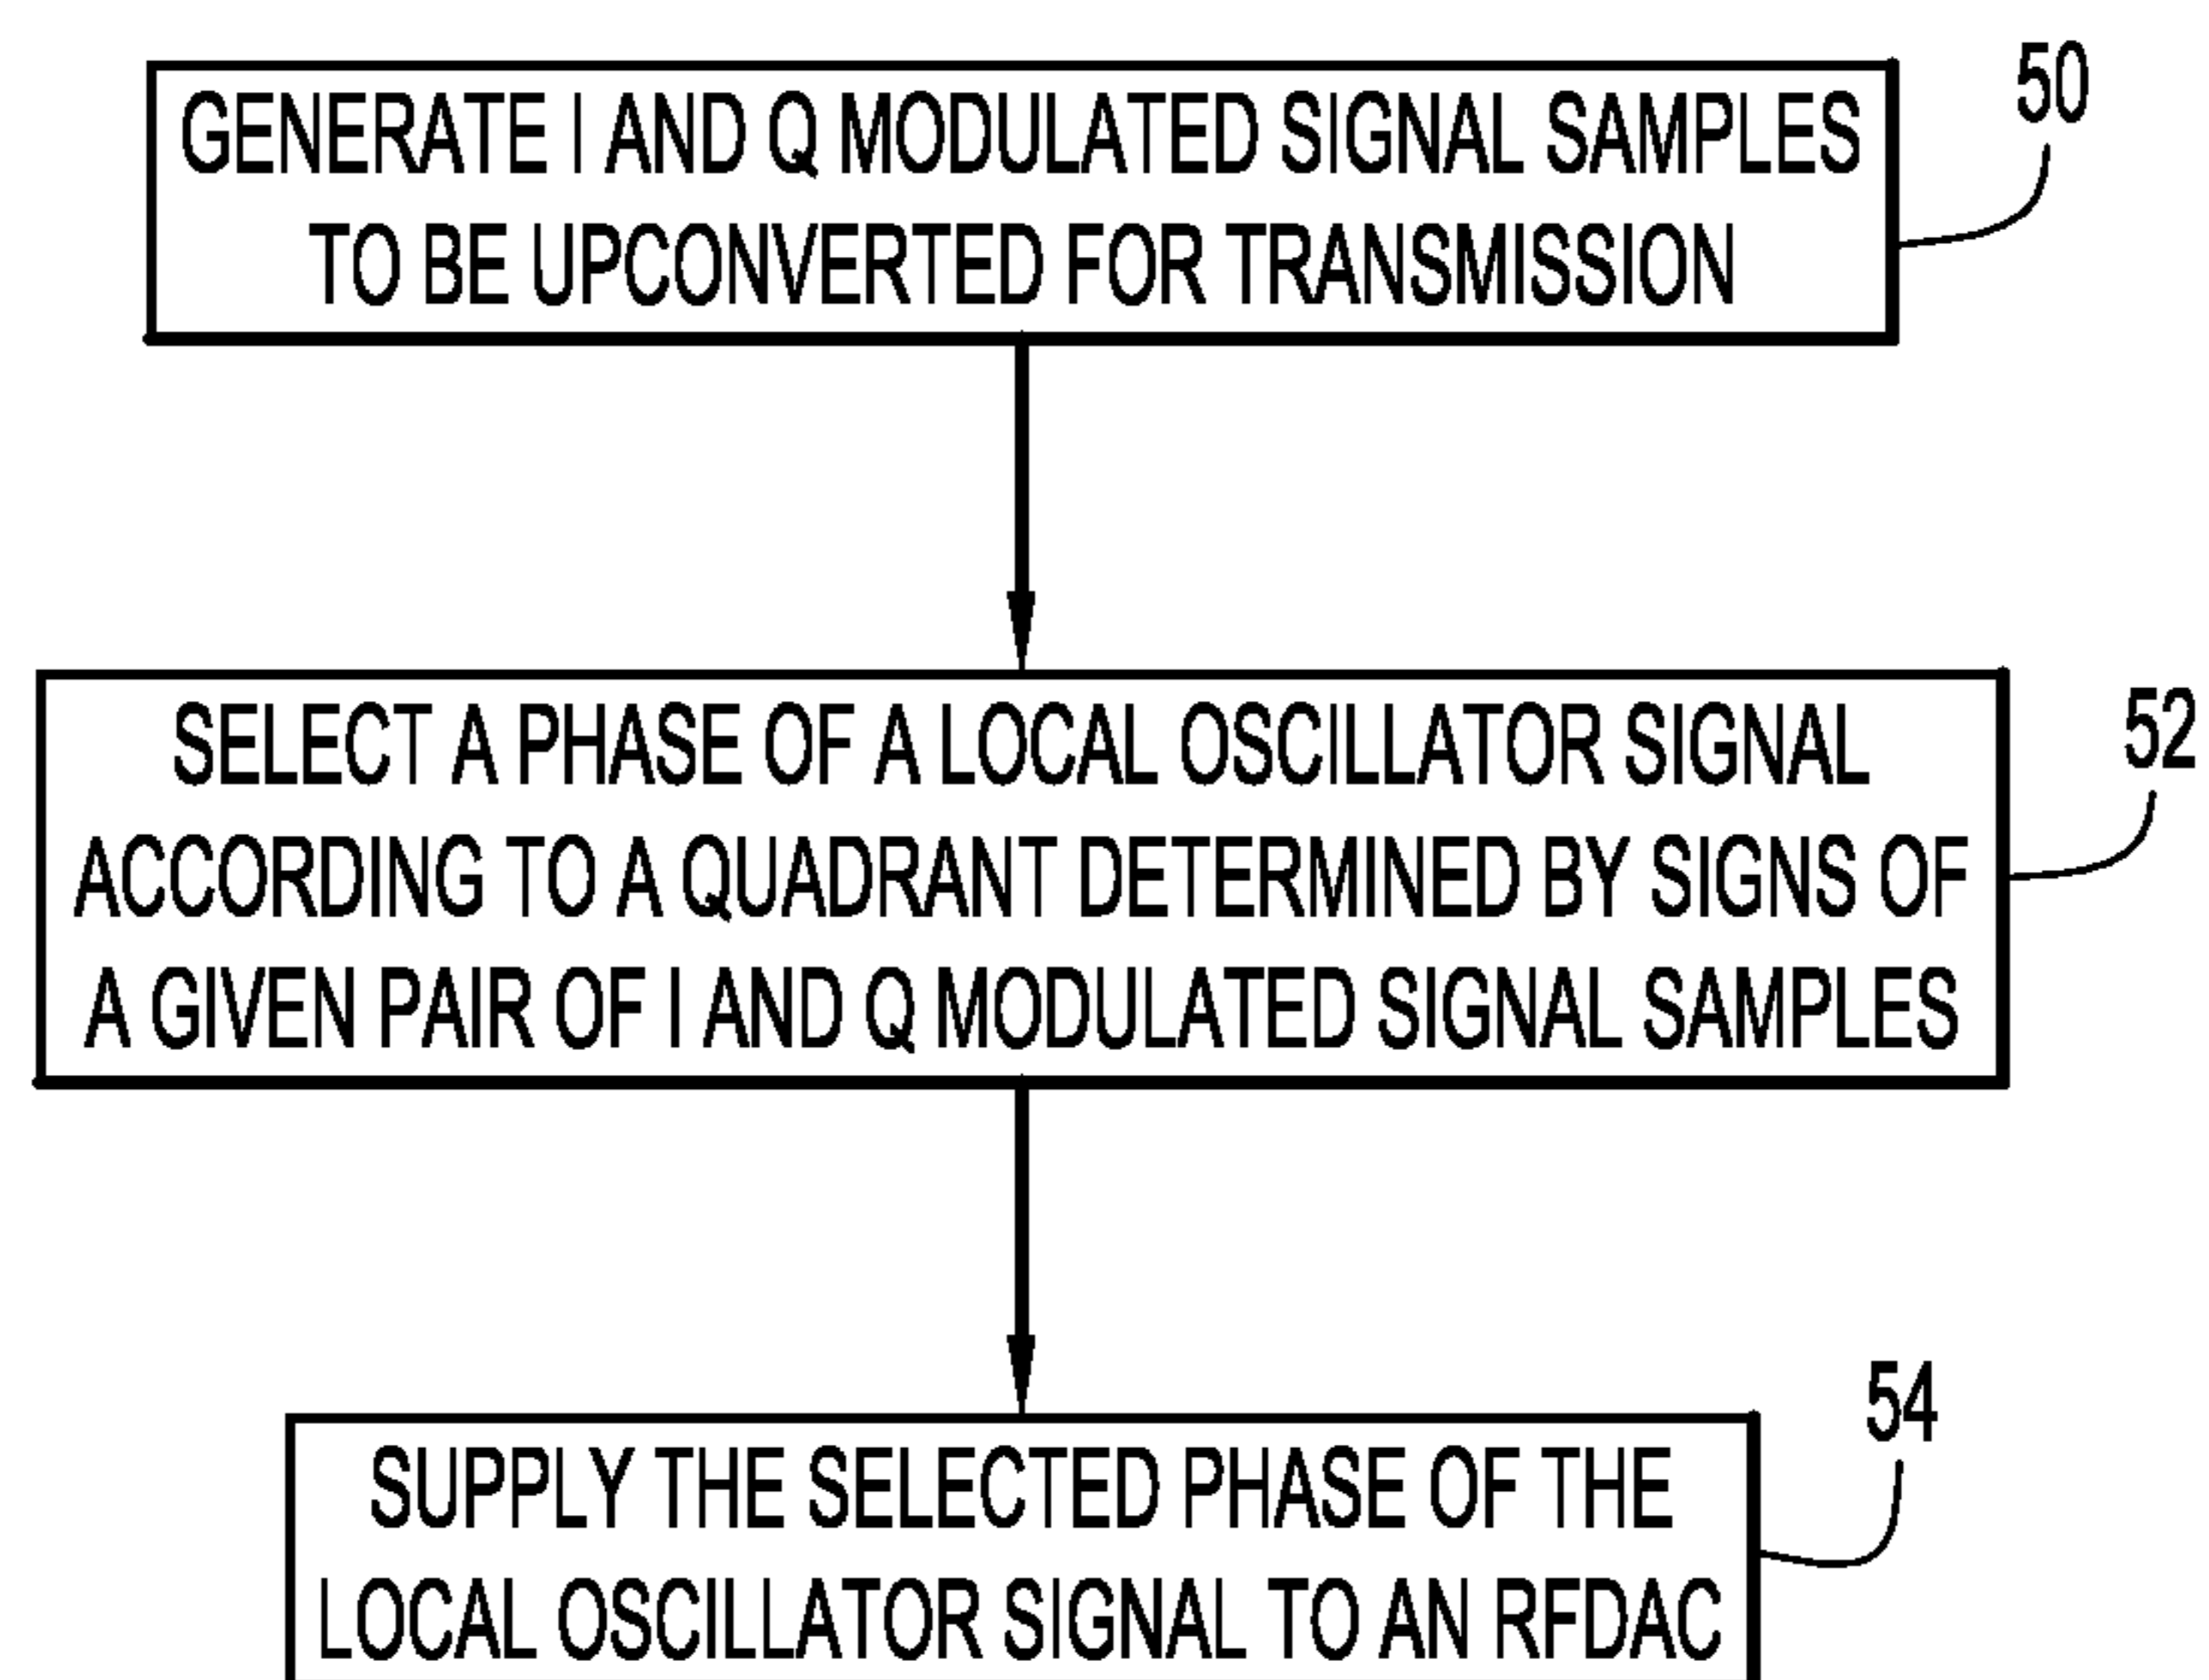 GENERATE I AND Q MODULATED SIGNAL SAMPLES
TO BE UPCONVERTED FOR TRANSMISSION
50
SELECT A PHASE OF A LOCAL OSCILLATOR SIGNAL
ACCORDING TO A QUADRANT DETERMINED BY SIGNS OF
A GIVEN PAIR OF I AND Q MODULATED SIGNAL SAMPLES
52
SUPPLY THE SELECTED PHASE OF THE
LOCAL OSCILLATOR SIGNAL TO AN RFDAC
54